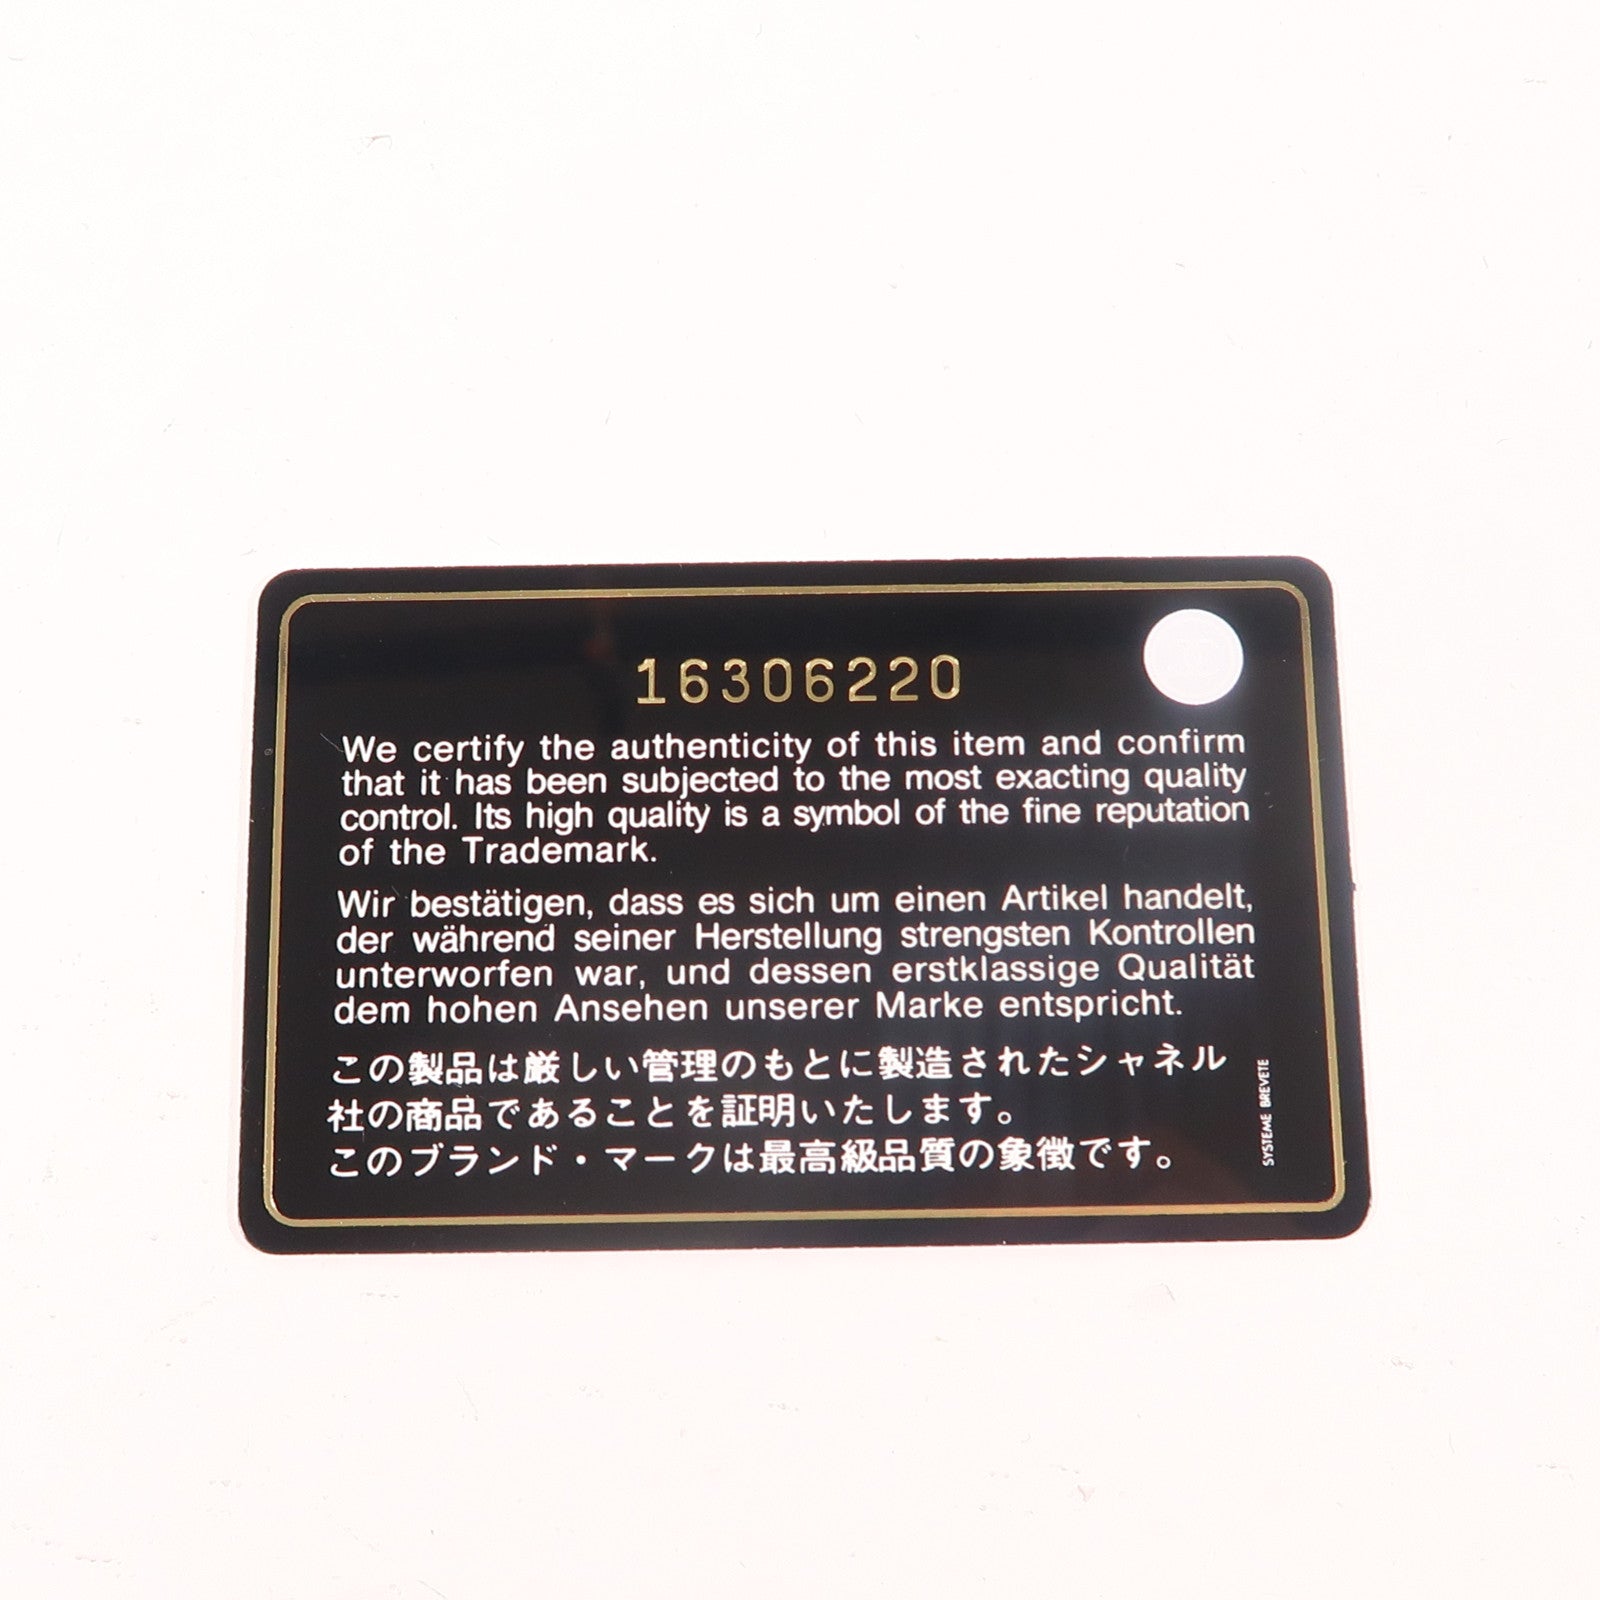 16306220
We certify the authenticity of this item and confirm
that it has been subjected to the most exacting quality
control. Its high quality is a symbol of the fine reputation
of the Trademark.
Wir bestätigen, dass es sich um einen Artikel handelt,
der während seiner Herstellung strengsten Kontrollen
unterworfen war, und dessen erstklassige Qualität
dem hohen Ansehen unserer Marke entspricht.
この製品は厳しい管理のもとに製造されたシャネル
社の商品であることを証明いたします。
このブランド・マークは最高級品質の象徴です。
SYSTEME BREVETE